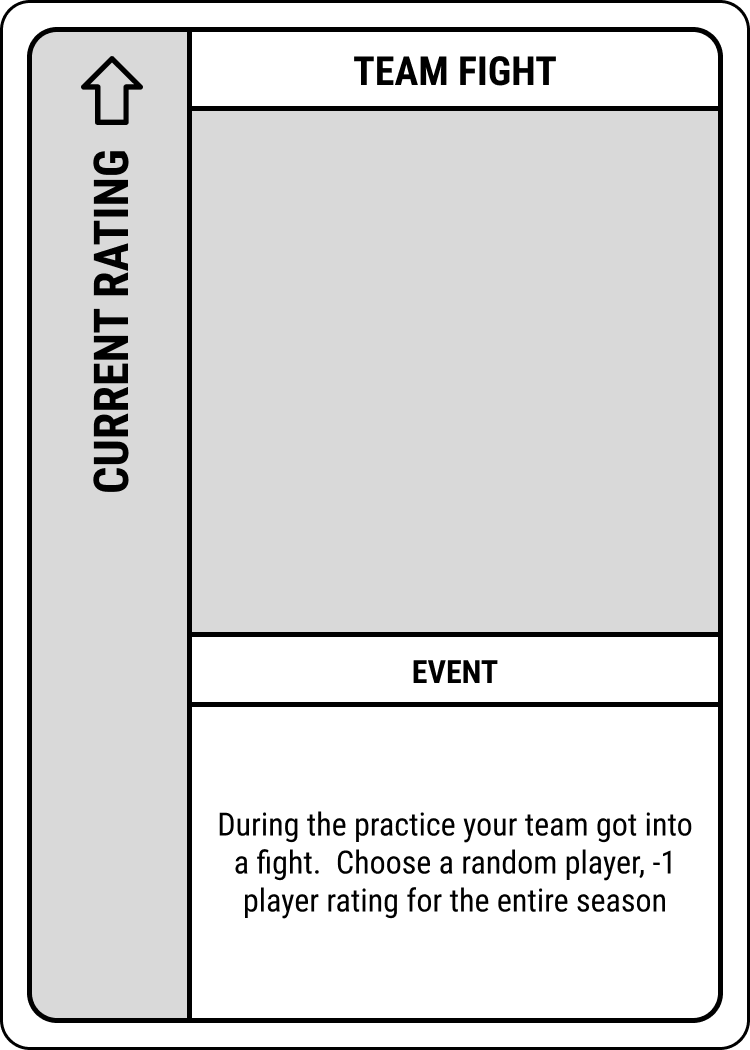 CURRENT RATING
TEAM FIGHT
EVENT
During the practice your team got into
a fight.  Choose a random player, -1
player rating for the entire season